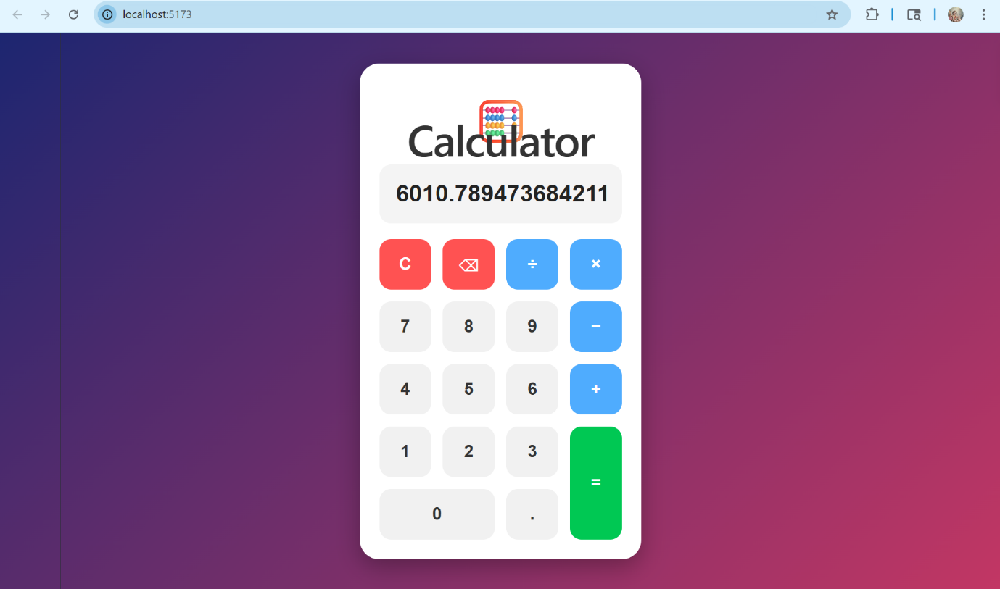 localhost:5173
Calculator
6010.789473684211
C ⌫ ÷ ×
7 8 9 −
4 5 6 +
1 2 3
=
0 .